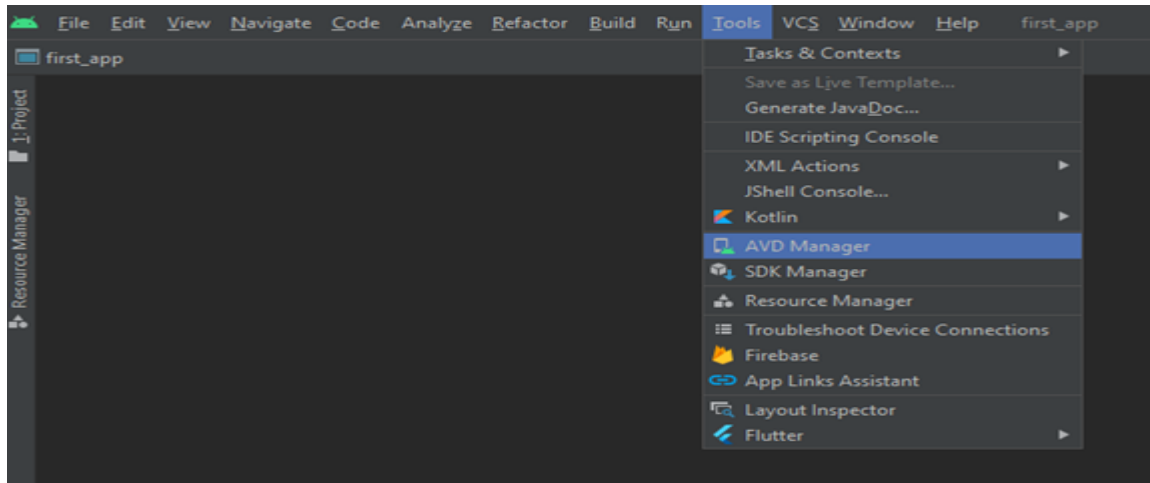 File Edit View Navigate Code Analyze Refactor Build Run Tools VCS Window Help first_app
first_app
1: Project
Resource Manager
Tasks & Contexts
Save as Live Template...
Generate JavaDoc...
IDE Scripting Console
XML Actions
JShell Console...
Kotlin
AVD Manager
SDK Manager
Resource Manager
Troubleshoot Device Connections
Firebase
App Links Assistant
Layout Inspector
Flutter